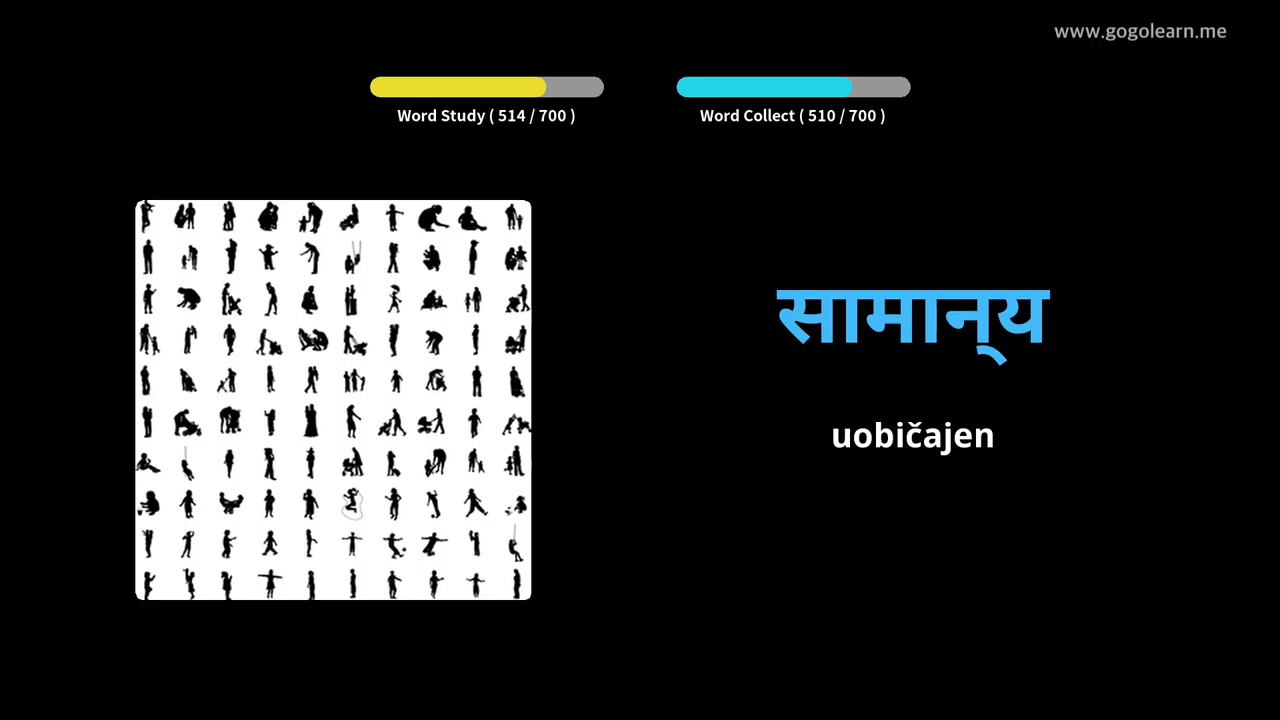 www.gogolearn.me
Word Study ( 514 / 700 )
Word Collect ( 510 / 700 )
सामान्‌य
uobičajen